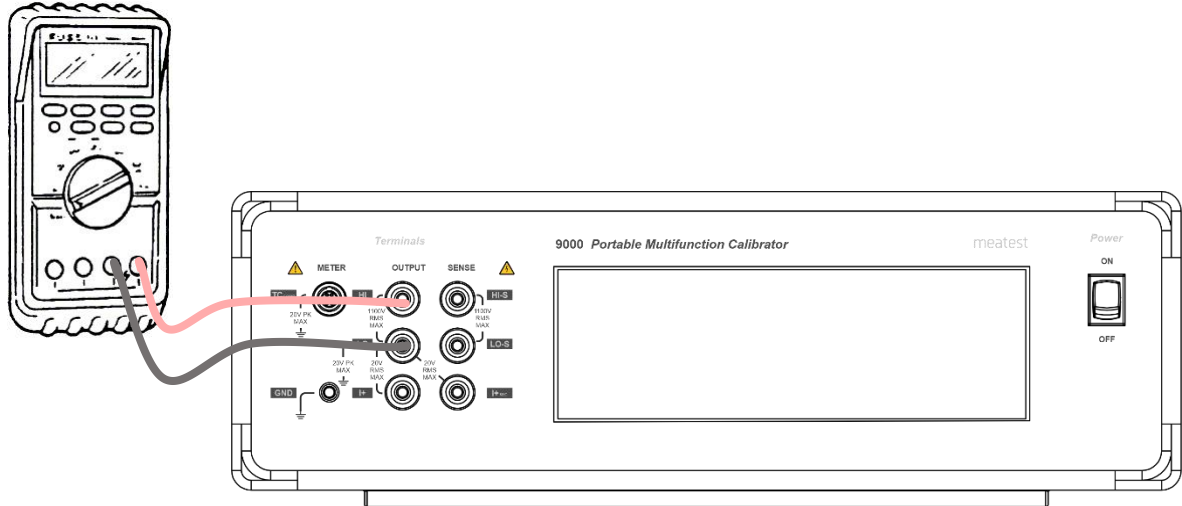 Terminals
9000 Portable Multifunction Calibrator
meatest
Power
METER
OUTPUT
SENSE
ON
HI
HI-S
20V PK
MAX
1100V
RMS
MAX
1100V
RMS
MAX
LO-S
OFF
20V PK
MAX
20V
RMS
MAX
20V
RMS
MAX
GND
I+